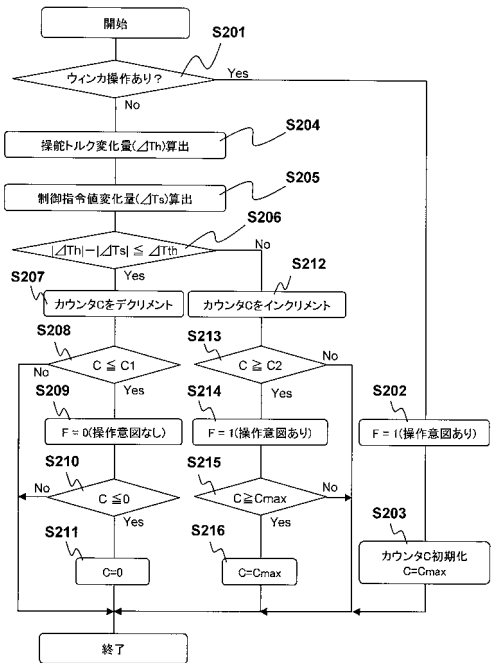 開始
S201
ウィンカ操作あり?
Yes
No
S204
操舵トルク変化量(⊿Th)算出
S205
制御指令値変化量(⊿Ts)算出
S206
|⊿Th|-|⊿Ts| ≦ ⊿Tth
No
Yes
S207
カウンタCをデクリメント
S212
カウンタCをインクリメント
S208
C ≦ C1
No
Yes
S213
C ≧ C2
No
Yes
S209
F = 0(操作意図なし)
S214
F = 1(操作意図あり)
S202
F = 1(操作意図あり)
S210
C ≦0
No
Yes
S215
C≧Cmax
No
Yes
S203
カウンタC初期化
C=Cmax
S211
C=0
S216
C=Cmax
終了